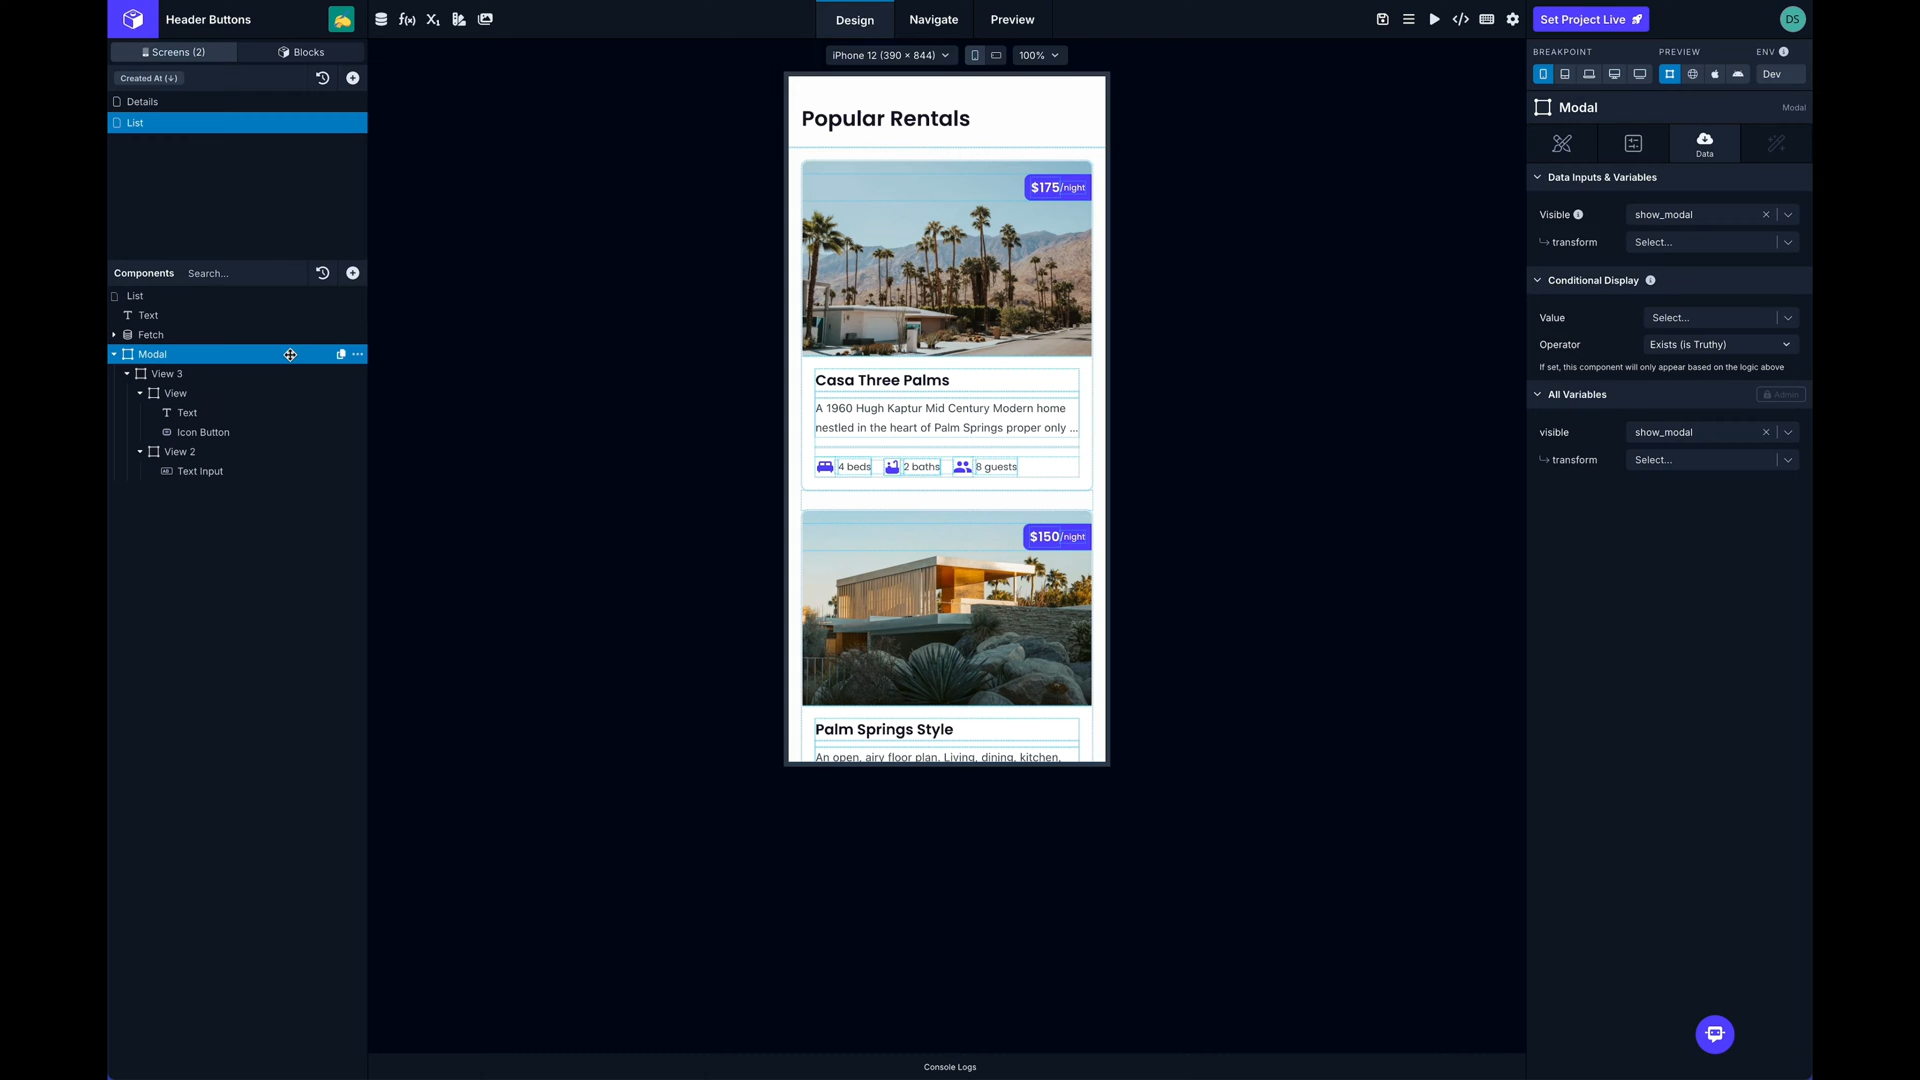 Header Buttons
Design
Navigate
Preview
Set Project Live
DS
Screens (2)
Blocks
iPhone 12 (390 × 844)
100%
BREAKPOINT
PREVIEW
ENV
Created At (↓)
Dev
Details
List
Modal
Modal
Data
Data Inputs & Variables
Visible
show_modal
transform
Select...
Conditional Display
Value
Select...
Operator
Exists (is Truthy)
If set, this component will only appear based on the logic above
All Variables
Admin
visible
show_modal
transform
Select...
Components
Search...
List
Text
Fetch
Modal
View 3
View
Text
Icon Button
View 2
Text Input
Popular Rentals
$175/night
Casa Three Palms
A 1960 Hugh Kaptur Mid Century Modern home
nestled in the heart of Palm Springs proper only ...
4 beds
2 baths
8 guests
$150/night
Palm Springs Style
An open, airy floor plan. Living, dining, kitchen,
Console Logs